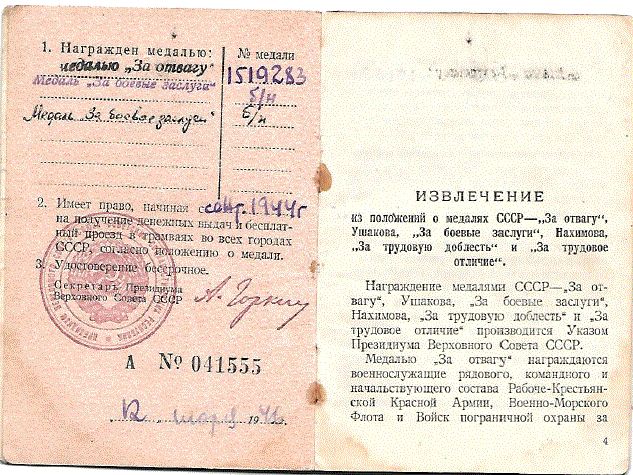 1. Награжден медалью:
№ медали
медалью „За отвагу“
1519283
Медаль „За боевые заслуги“
б/н
Медаль „За боевое заслуги“
б/н
2. Имеет право, начиная с сент. 1944г
на получение денежных выдач и бесплат-
ный проезд в трамваях во всех городах
СССР, согласно положению о медали.
3. Удостоверение бессрочное.
Секретарь Президиума
Верховного Совета СССР
А. Горкин
А № 041555
12 194 г.
ИЗВЛЕЧЕНИЕ
из положений о медалях СССР—„За отвагу“,
Ушакова, „За боевые заслуги“, Нахимова,
„За трудовую доблесть“ и „За трудовое
отличие“.
Награждение медалями СССР—„За от-
вагу“, Ушакова, „За боевые заслуги“,
Нахимова, „За трудовую доблесть“ и „За
трудовое отличие“ производится Указом
Президиума Верховного Совета СССР.
Медалью „За отвагу“ награждаются
военнослужащие рядового, командного и
начальствующего состава Рабоче-Крестьян-
ской Красной Армии, Военно-Морского
Флота и Войск пограничной охраны за
4